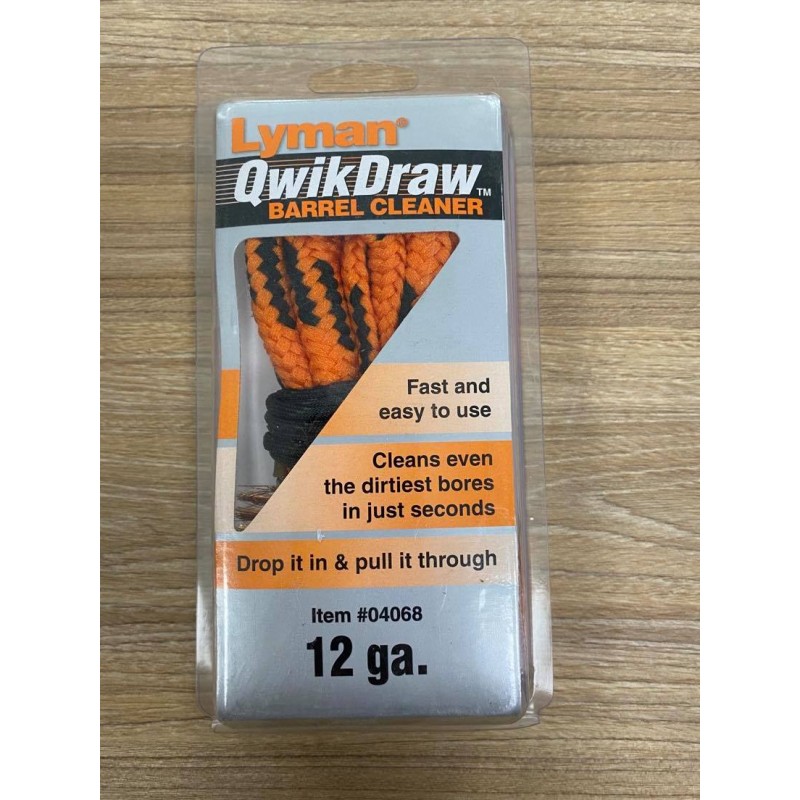 Lyman®
QwikDraw™
BARREL CLEANER
Fast and
easy to use
Cleans even
the dirtiest bores
in just seconds
Drop it in & pull it through
Item #04068
12 ga.